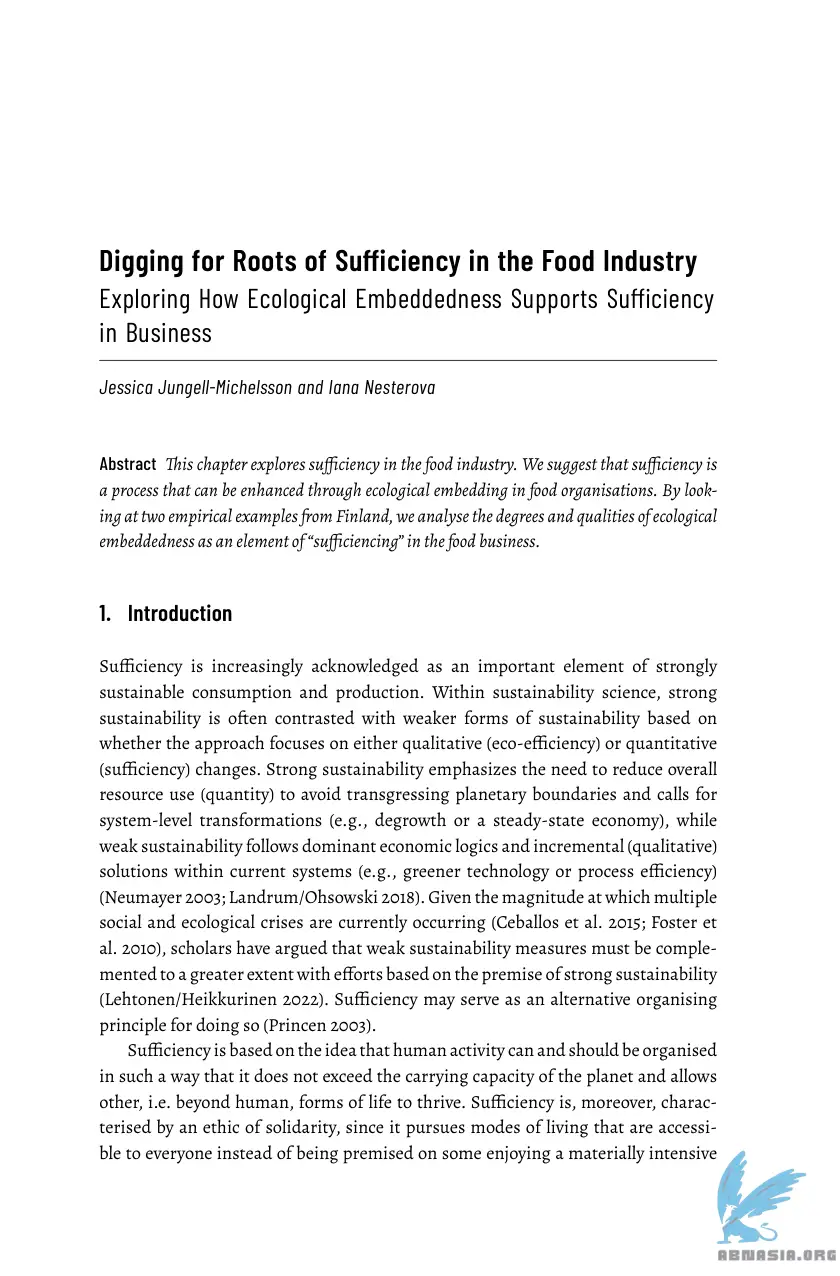 Digging for Roots of Sufficiency in the Food Industry
Exploring How Ecological Embeddedness Supports Sufficiency
in Business
Jessica Jungell-Michelsson and Iana Nesterova
Abstract This chapter explores sufficiency in the food industry. We suggest that sufficiency is
a process that can be enhanced through ecological embedding in food organisations. By look-
ing at two empirical examples from Finland, we analyse the degrees and qualities of ecological
embeddedness as an element of “sufficiencing” in the food business.
1. Introduction
Sufficiency is increasingly acknowledged as an important element of strongly
sustainable consumption and production. Within sustainability science, strong
sustainability is often contrasted with weaker forms of sustainability based on
whether the approach focuses on either qualitative (eco-efficiency) or quantitative
(sufficiency) changes. Strong sustainability emphasizes the need to reduce overall
resource use (quantity) to avoid transgressing planetary boundaries and calls for
system-level transformations (e.g., degrowth or a steady-state economy), while
weak sustainability follows dominant economic logics and incremental (qualitative)
solutions within current systems (e.g., greener technology or process efficiency)
(Neumayer 2003; Landrum/Ohsowski 2018). Given the magnitude at which multiple
social and ecological crises are currently occurring (Ceballos et al. 2015; Foster et
al. 2010), scholars have argued that weak sustainability measures must be comple-
mented to a greater extent with efforts based on the premise of strong sustainability
(Lehtonen/Heikkurinen 2022). Sufficiency may serve as an alternative organising
principle for doing so (Princen 2003).
Sufficiency is based on the idea that human activity can and should be organised
in such a way that it does not exceed the carrying capacity of the planet and allows
other, i.e. beyond human, forms of life to thrive. Sufficiency is, moreover, charac-
terised by an ethic of solidarity, since it pursues modes of living that are accessi-
ble to everyone instead of being premised on some enjoying a materially intensive
ABNASIA.ORG